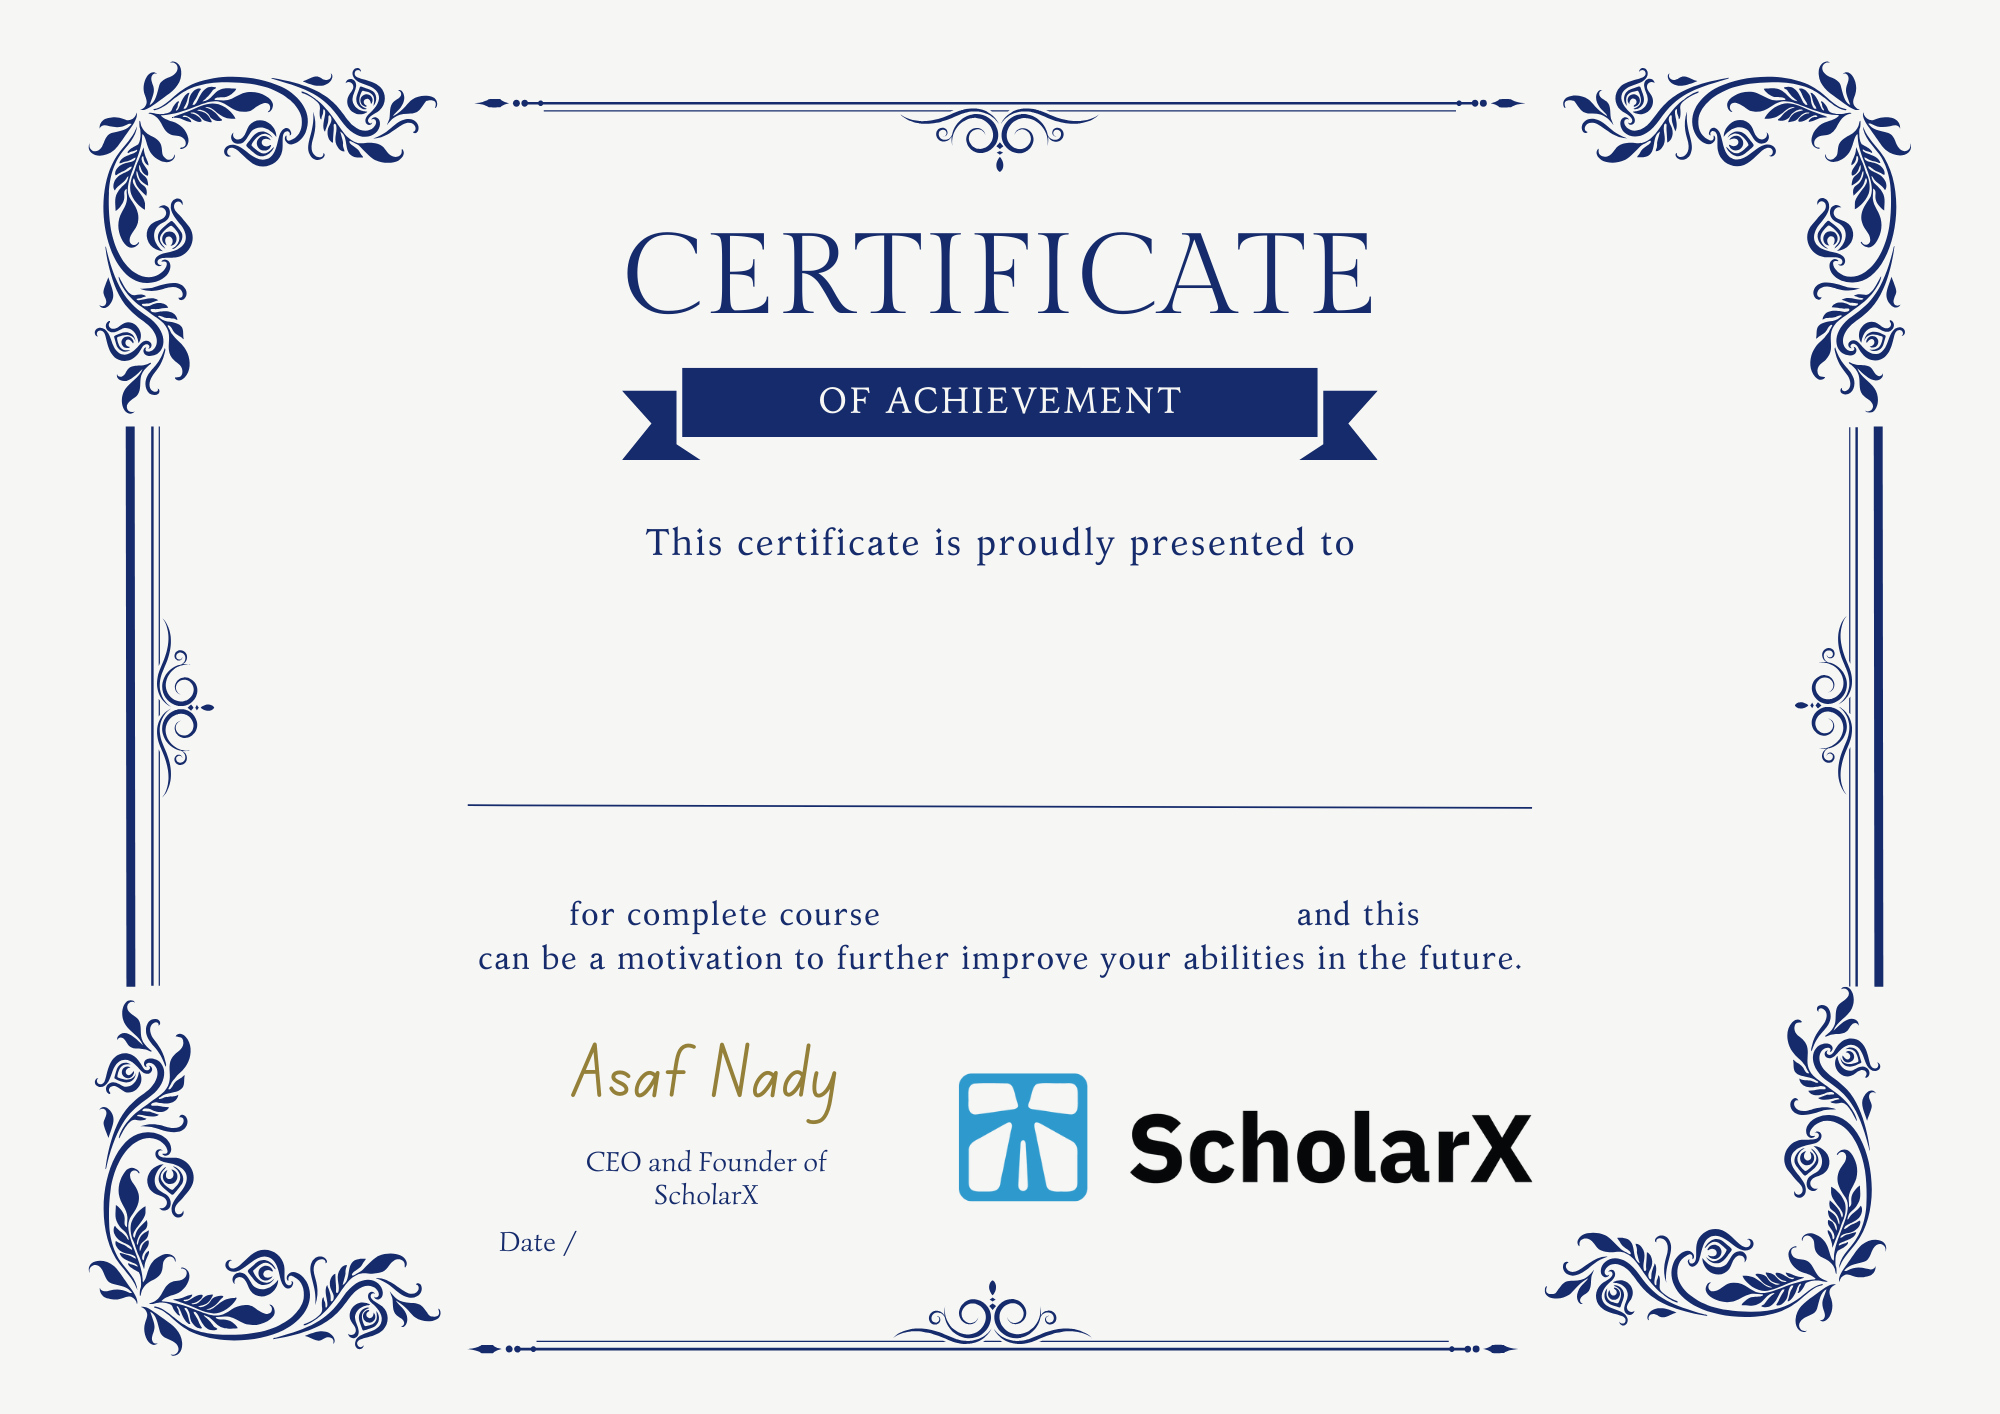 CERTIFICATE
OF ACHIEVEMENT
This certificate is proudly presented to
for complete course and this
can be a motivation to further improve your abilities in the future.
Asaf Nady
CEO and Founder of
ScholarX
ScholarX
Date /